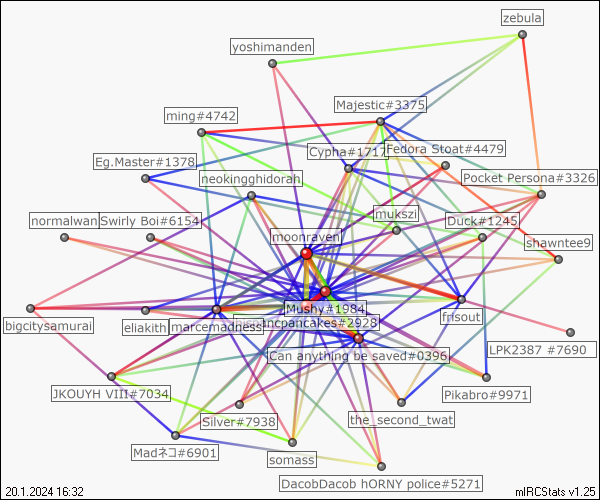 zebula
yoshimanden
Majestic#3375
ming#4742
Cypha#1717
Fedora Stoat#4479
Eg.Master#1378
neokingghidorah
Pocket Persona#3326
mukszi
normalwan
Swirly Boi#6154
Duck#1245
moonraven
shawntee9
Mushy#1984
frisout
bigcitysamurai
eliakith
marcemadness
ncpancakes#2928
LPK2387 #7690
Can anything be saved#0396
JKOUYH VIII#7034
Pikabro#9971
Silver#7938
the_second_twat
Madネコ#6901
somass
DacobDacob hORNY police#5271
20.1.2024 16:32
mIRCStats v1.25